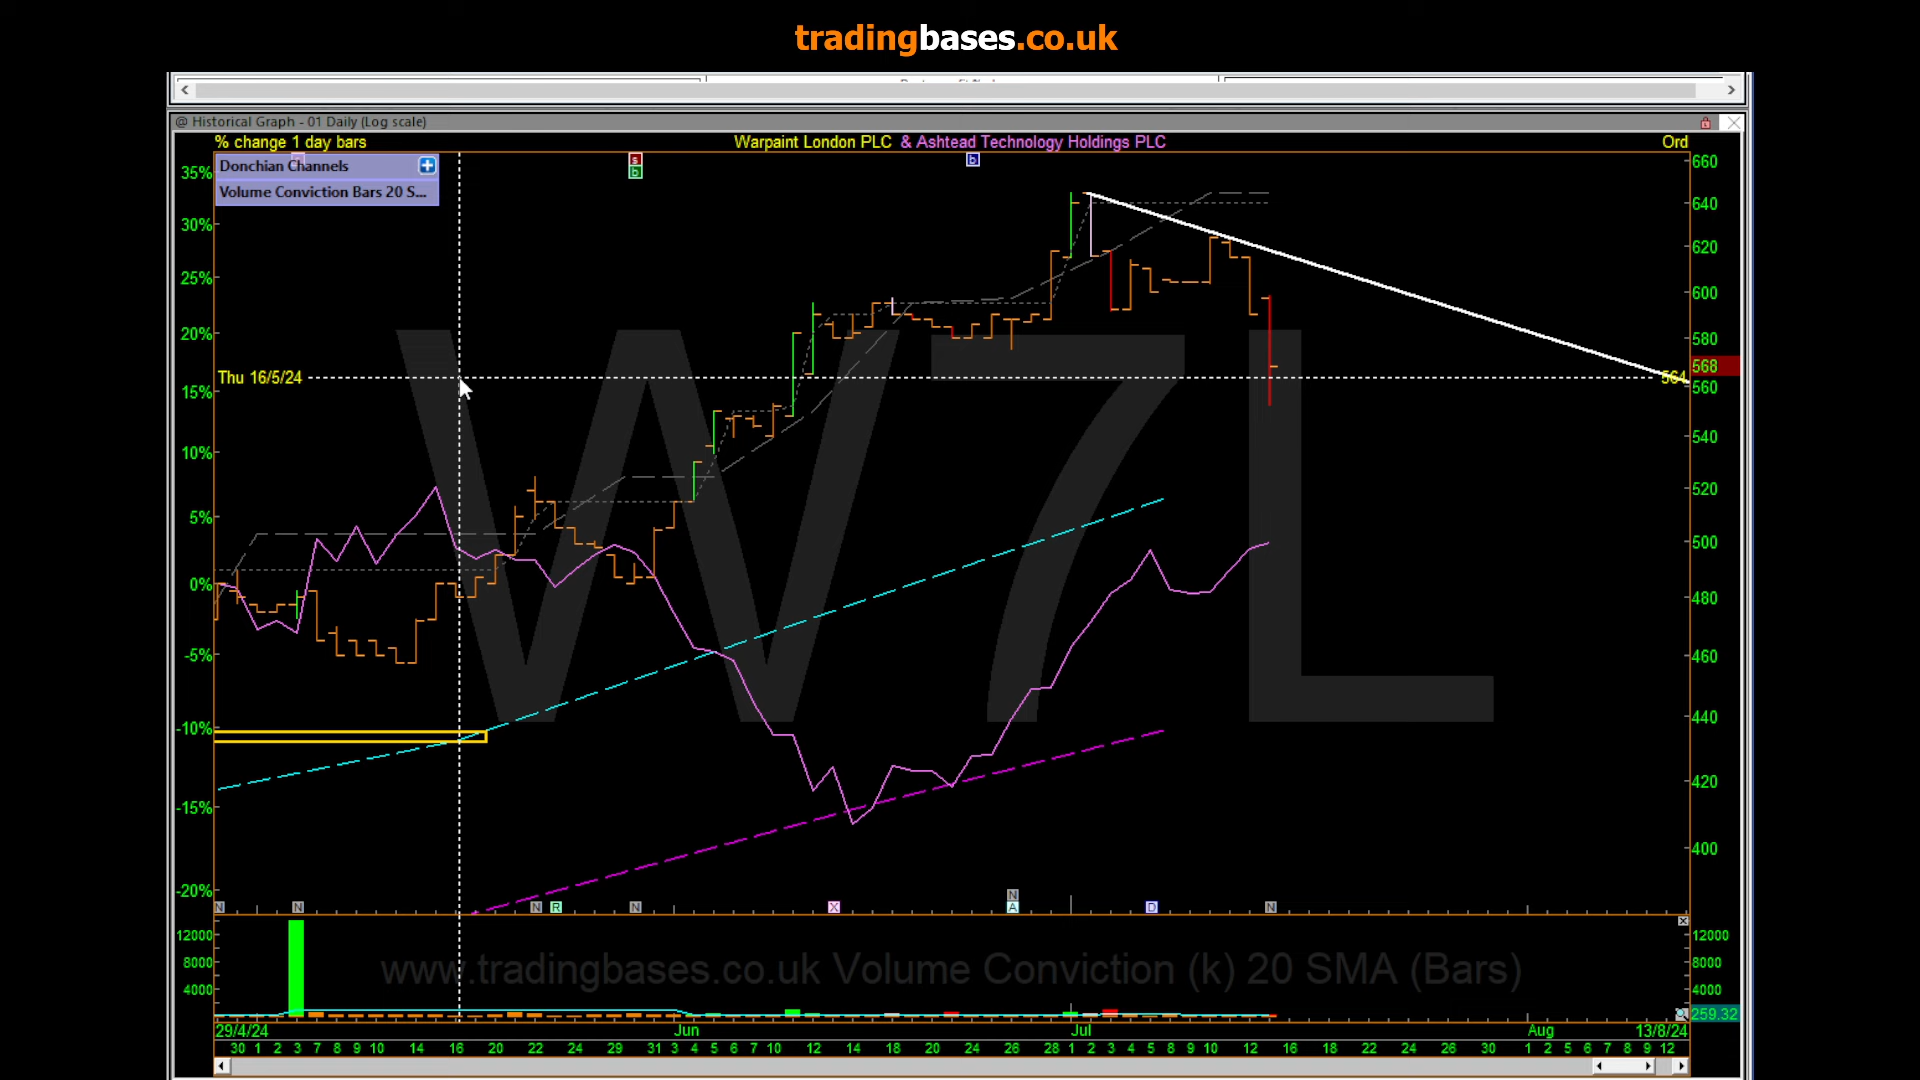 tradingbases.co.uk
@ Historical Graph - 01 Daily (Log scale)
% change 1 day bars
Warpaint London PLC & Ashtead Technology Holdings PLC
Ord
Donchian Channels
Volume Conviction Bars 20 S...
s
b
b
35%
30%
25%
20%
15%
10%
5%
0%
-5%
-10%
-15%
-20%
660
640
620
600
580
568
560
540
520
500
480
460
440
420
400
Thu 16/5/24
564
W7L
N N N R N X N A D N
12000
8000
4000
12000
8000
4000
259.32
www.tradingbases.co.uk Volume Conviction (k) 20 SMA (Bars)
29/4/24 Jun Jul Aug 13/8/24
30 1 2 3 7 8 9 10 14 16 20 22 24 29 31 3 4 5 6 7 10 12 14 18 20 24 26 28 1 2 3 4 5 8 9 10 12 16 18 22 24 26 30 1 2 5 6 7 8 9 12